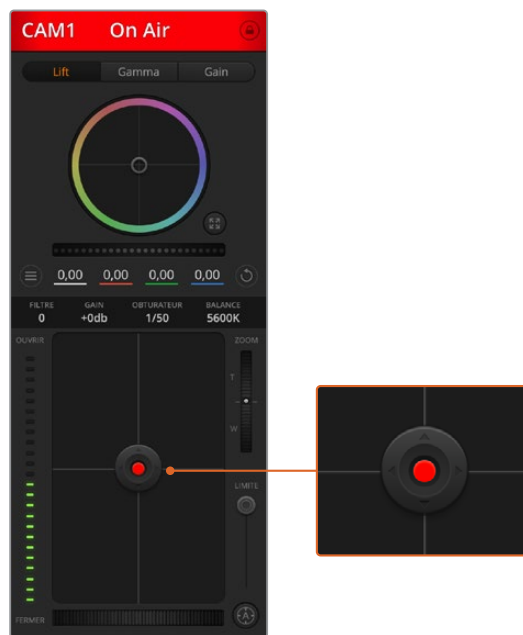 CAM1 On Air
Lift Gamma Gain
0,00 0,00 0,00 0,00
FILTRE GAIN OBTURATEUR BALANCE
0 +0db 1/50 5600K
OUVRIR ZOOM
T
W
LIMITE
A
FERMER